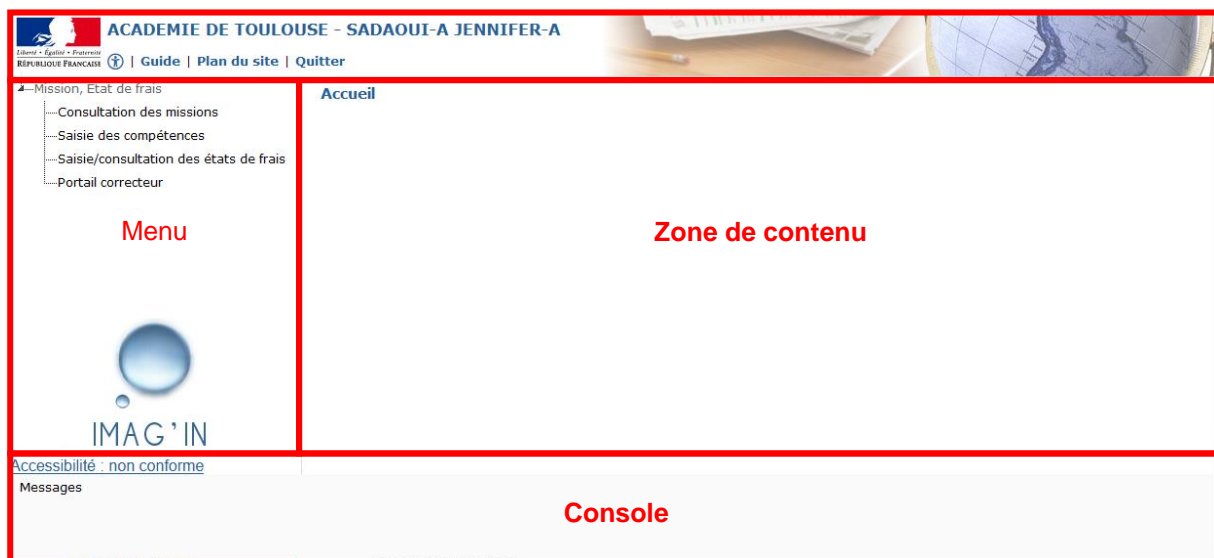 ACADEMIE DE TOULOUSE - SADAOUI-A JENNIFER-A
Liberté • Égalité • Fraternité
RÉPUBLIQUE FRANÇAISE
| Guide | Plan du site | Quitter
Mission, Etat de frais
Consultation des missions
Saisie des compétences
Saisie/consultation des états de frais
Portail correcteur
Menu
IMAG'IN
Accueil
Zone de contenu
Accessibilité : non conforme
Messages
Console